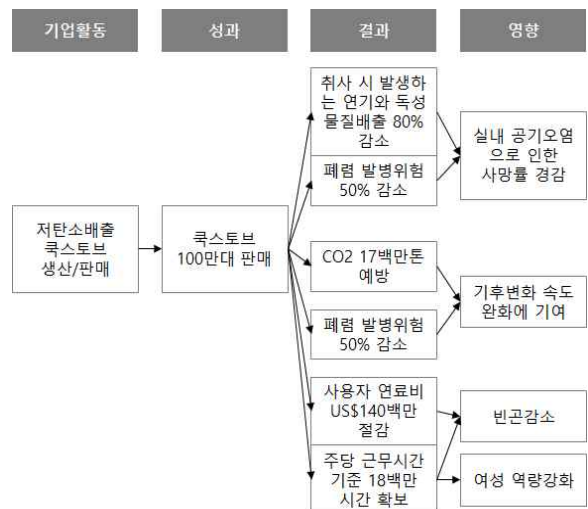 기업활동
성과
결과
영향
저탄소배출
쿡스토브
생산/판매
쿡스토브
100만대 판매
취사 시 발생하
는 연기와 독성
물질배출 80%
감소
폐렴 발병위험
50% 감소
CO2 17백만톤
예방
폐렴 발병위험
50% 감소
사용자 연료비
US$140백만
절감
주당 근무시간
기준 18백만
시간 확보
실내 공기오염
으로 인한
사망률 경감
기후변화 속도
완화에 기여
빈곤감소
여성 역량강화